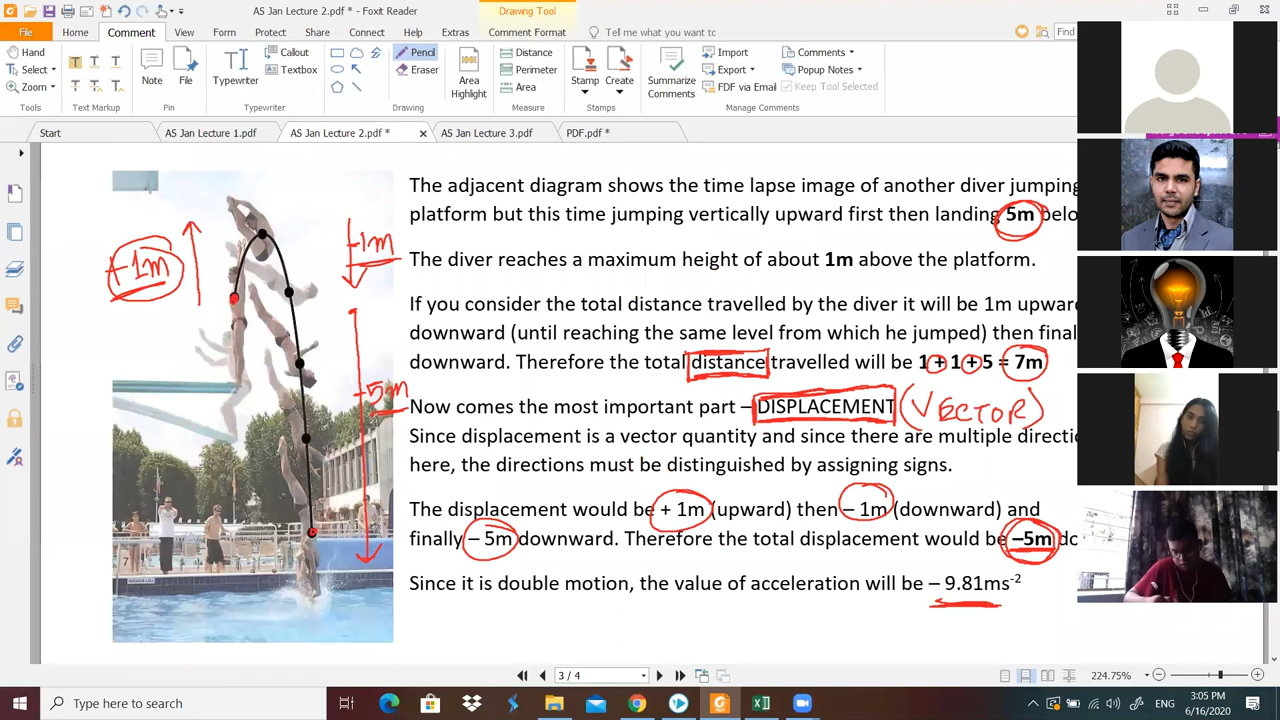 AS Jan Lecture 2.pdf * - Foxit Reader
Drawing Tool
File Home Comment View Form Protect Share Connect Help Extras Comment Format Tell me what you want tc Find
Hand
Select
Zoom
Tools
Text Markup
Note
File
Pin
Typewriter
Callout
Textbox
Typewriter
Pencil
Eraser
Drawing
Area Highlight
Distance
Perimeter
Area
Measure
Stamp
Create
Stamps
Summarize Comments
Import
Export
FDF via Email
Comments
Popup Notes
Keep Tool Selected
Manage Comments
Start AS Jan Lecture 1.pdf AS Jan Lecture 2.pdf * AS Jan Lecture 3.pdf PDF.pdf *
The adjacent diagram shows the time lapse image of another diver jumping
platform but this time jumping vertically upward first then landing 5m belo
The diver reaches a maximum height of about 1m above the platform.
If you consider the total distance travelled by the diver it will be 1m upwar
downward (until reaching the same level from which he jumped) then final
downward. Therefore the total distance travelled will be 1 + 1 + 5 = 7m
Now comes the most important part – DISPLACEMENT (VECTOR)
Since displacement is a vector quantity and since there are multiple directi
here, the directions must be distinguished by assigning signs.
The displacement would be + 1m (upward) then – 1m (downward) and
finally – 5m downward. Therefore the total displacement would be –5m do
Since it is double motion, the value of acceleration will be – 9.81ms-2
+1m
-1m
-5m
7
3 / 4
224.75%
Type here to search
ENG
3:05 PM
6/16/2020